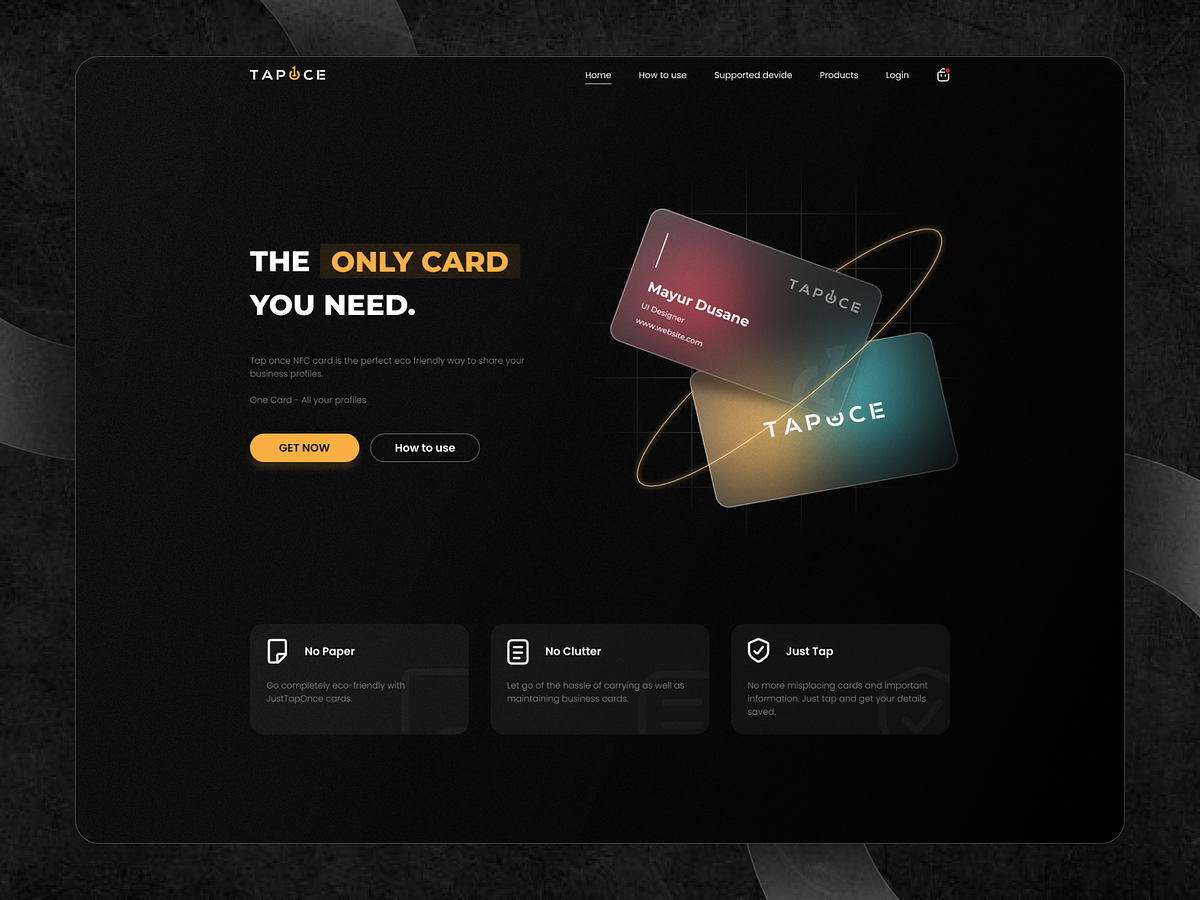 TAPOCE
Home How to use Supported devide Products Login
THE ONLY CARD
YOU NEED.
Tap once NFC card is the perfect eco friendly way to share your
business profiles.
One Card - All your profiles
GET NOW How to use
TAPOCE
Mayur Dusane
UI Designer
www.website.com
TAPOCE
No Paper
Go completely eco-friendly with
JustTapOnce cards.
No Clutter
Let go of the hassle of carrying as well as
maintaining business cards.
Just Tap
No more misplacing cards and important
information. Just tap and get your details
saved.